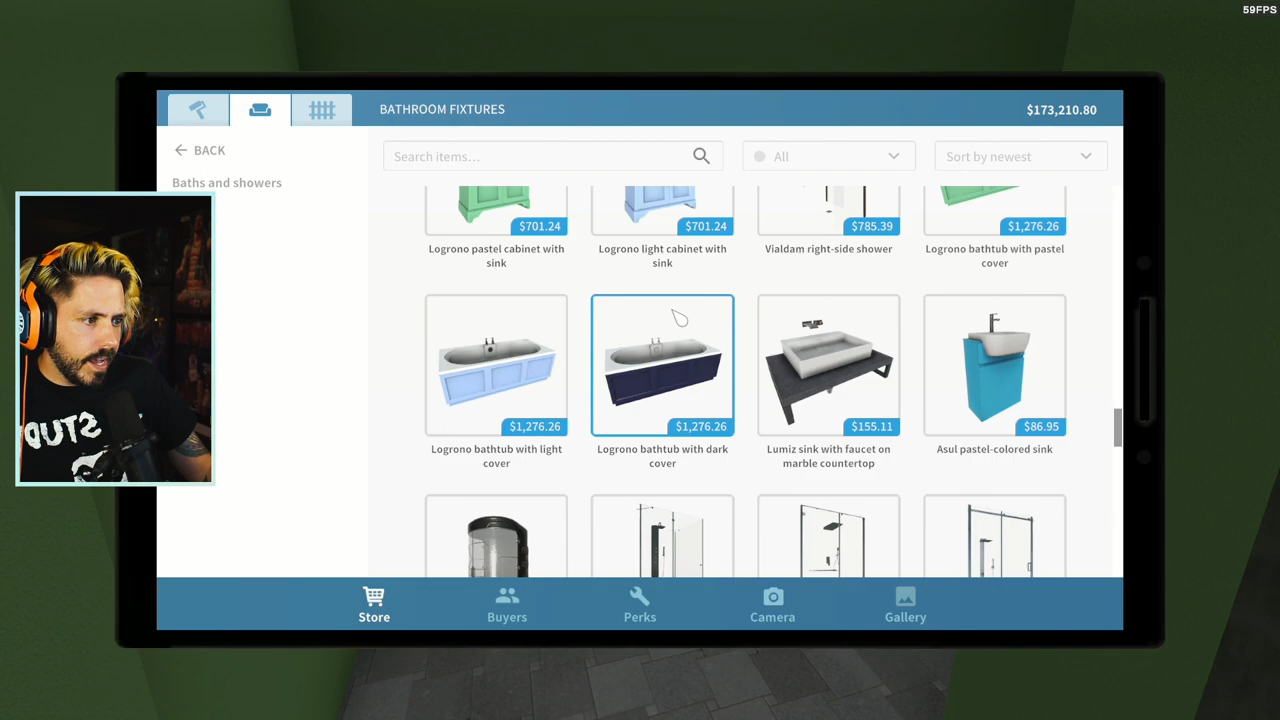 59FPS
BATHROOM FIXTURES
$173,210.80
BACK
Search items...
All
Sort by newest
Baths and showers
$701.24
$701.24
$785.39
$1,276.26
Logrono pastel cabinet with
sink
Logrono light cabinet with
sink
Vialdam right-side shower
Logrono bathtub with pastel
cover
$1,276.26
$1,276.26
$155.11
$86.95
Logrono bathtub with light
cover
Logrono bathtub with dark
cover
Lumiz sink with faucet on
marble countertop
Asul pastel-colored sink
STUD
Store
Buyers
Perks
Camera
Gallery